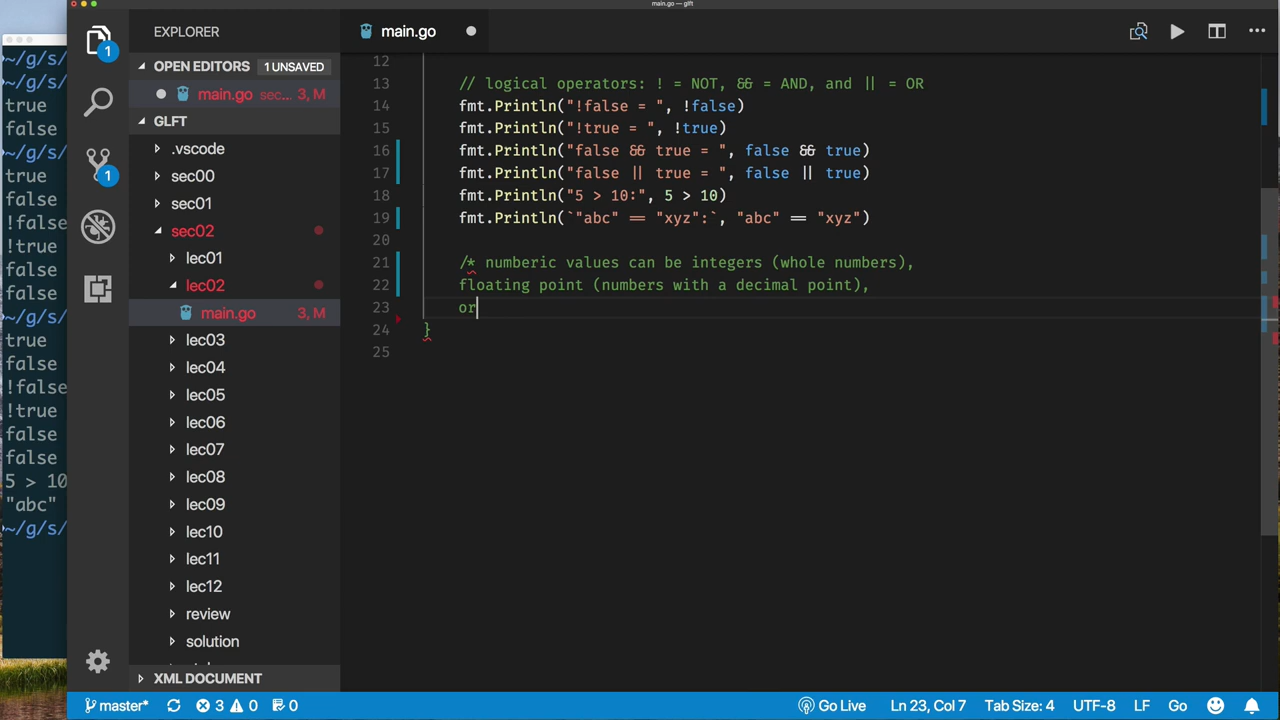 main.go — glft
~/g/s/
~/g/s/
true
false
~/g/s/
true
false
!false
!true
false
false
~/g/s/
true
false
!false
!true
false
false
5 > 10
"abc"
~/g/s/
1
1
EXPLORER
OPEN EDITORS 1 UNSAVED
main.go sec... 3, M
GLFT
.vscode
sec00
sec01
sec02
lec01
lec02
main.go 3, M
lec03
lec04
lec05
lec06
lec07
lec08
lec09
lec10
lec11
lec12
review
solution
XML DOCUMENT
main.go
12
13 // logical operators: ! = NOT, && = AND, and || = OR
14 fmt.Println("!false = ", !false)
15 fmt.Println("!true = ", !true)
16 fmt.Println("false && true = ", false && true)
17 fmt.Println("false || true = ", false || true)
18 fmt.Println("5 > 10:", 5 > 10)
19 fmt.Println(`"abc" == "xyz":`, "abc" == "xyz")
20
21 /* numberic values can be integers (whole numbers),
22 floating point (numbers with a decimal point),
23 or
24 }
25
master* 3 0 0 Go Live Ln 23, Col 7 Tab Size: 4 UTF-8 LF Go